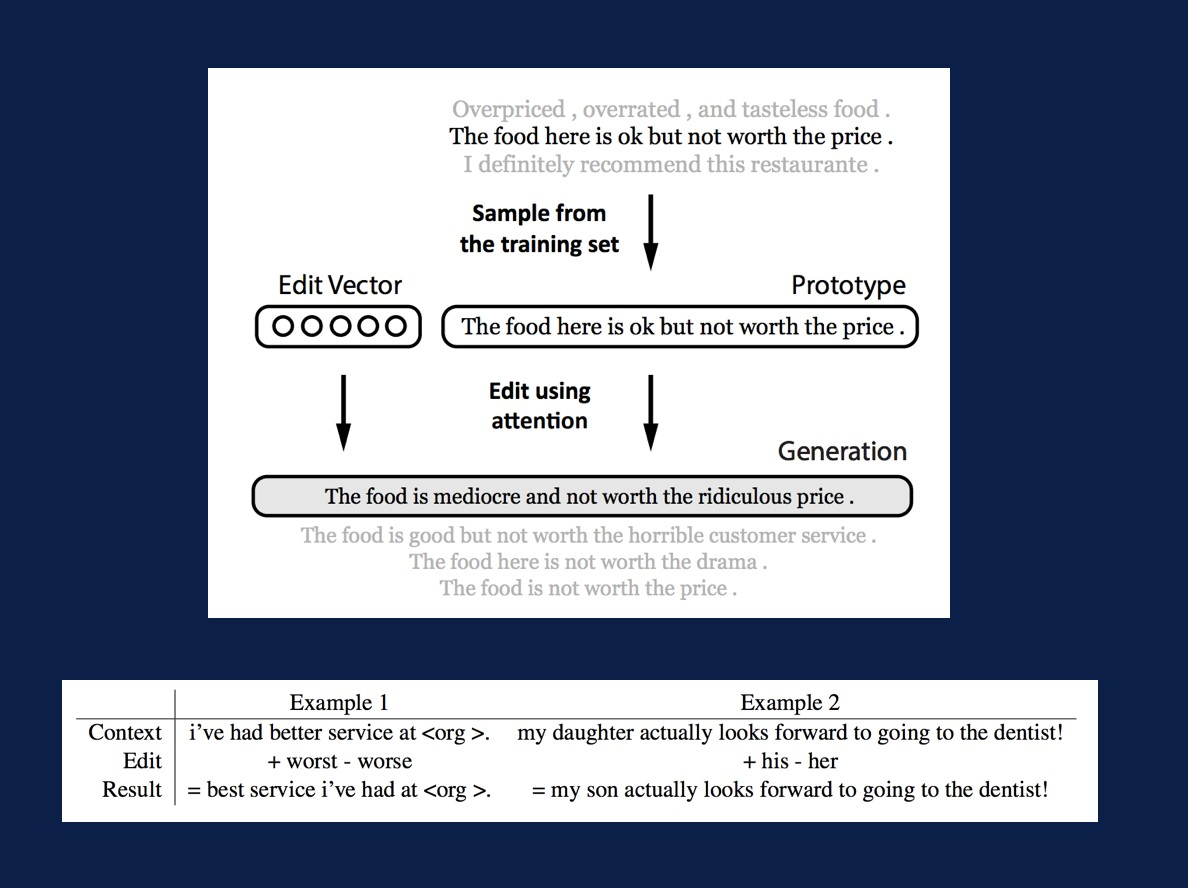 Overpriced , overrated , and tasteless food .
The food here is ok but not worth the price .
I definitely recommend this restaurante .
Sample from
the training set
Edit Vector
Prototype
The food here is ok but not worth the price .
Edit using
attention
Generation
The food is mediocre and not worth the ridiculous price .
The food is good but not worth the horrible customer service .
The food here is not worth the drama .
The food is not worth the price .
Example 1 Example 2
Context i've had better service at <org >. my daughter actually looks forward to going to the dentist!
Edit + worst - worse + his - her
Result = best service i've had at <org >. = my son actually looks forward to going to the dentist!